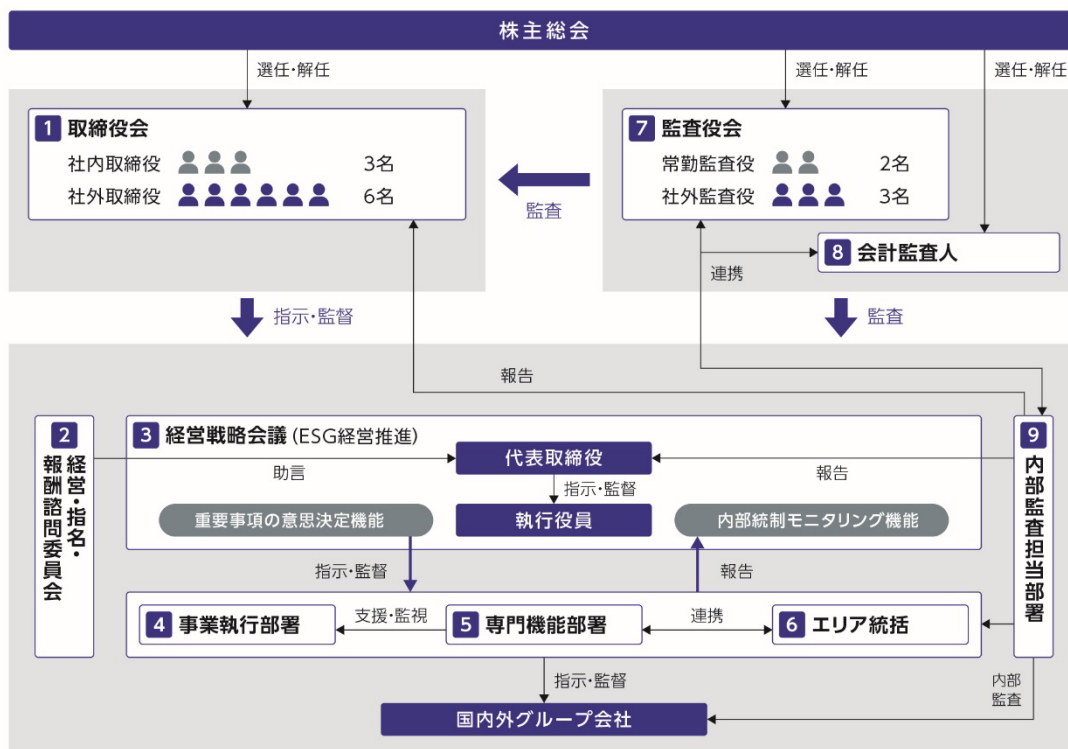 株主総会
選任・解任
選任・解任
選任・解任
1 取締役会
社内取締役 3名
社外取締役 6名
監査
7 監査役会
常勤監査役 2名
社外監査役 3名
8 会計監査人
連携
指示・監督
監査
報告
2
経営・指名・
報酬諮問委員会
3 経営戦略会議(ESG経営推進)
助言
代表取締役
報告
指示・監督
重要事項の意思決定機能
執行役員
内部統制モニタリング機能
9
内部監査担当部署
指示・監督
報告
4 事業執行部署
支援・監視
5 専門機能部署
連携
6 エリア統括
指示・監督
内部
監査
国内外グループ会社